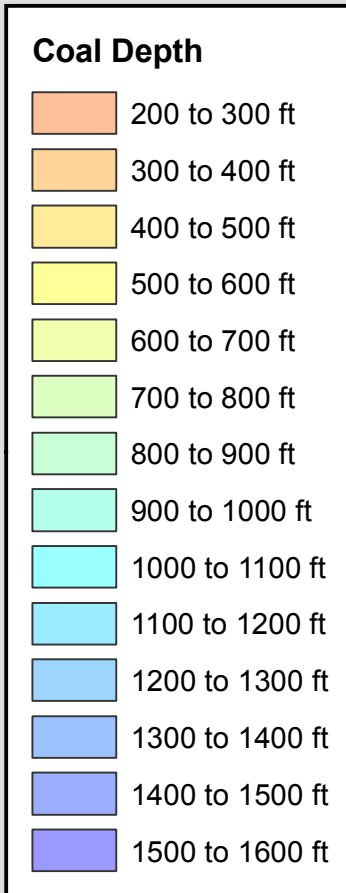 Coal Depth
200 to 300 ft
300 to 400 ft
400 to 500 ft
500 to 600 ft
600 to 700 ft
700 to 800 ft
800 to 900 ft
900 to 1000 ft
1000 to 1100 ft
1100 to 1200 ft
1200 to 1300 ft
1300 to 1400 ft
1400 to 1500 ft
1500 to 1600 ft